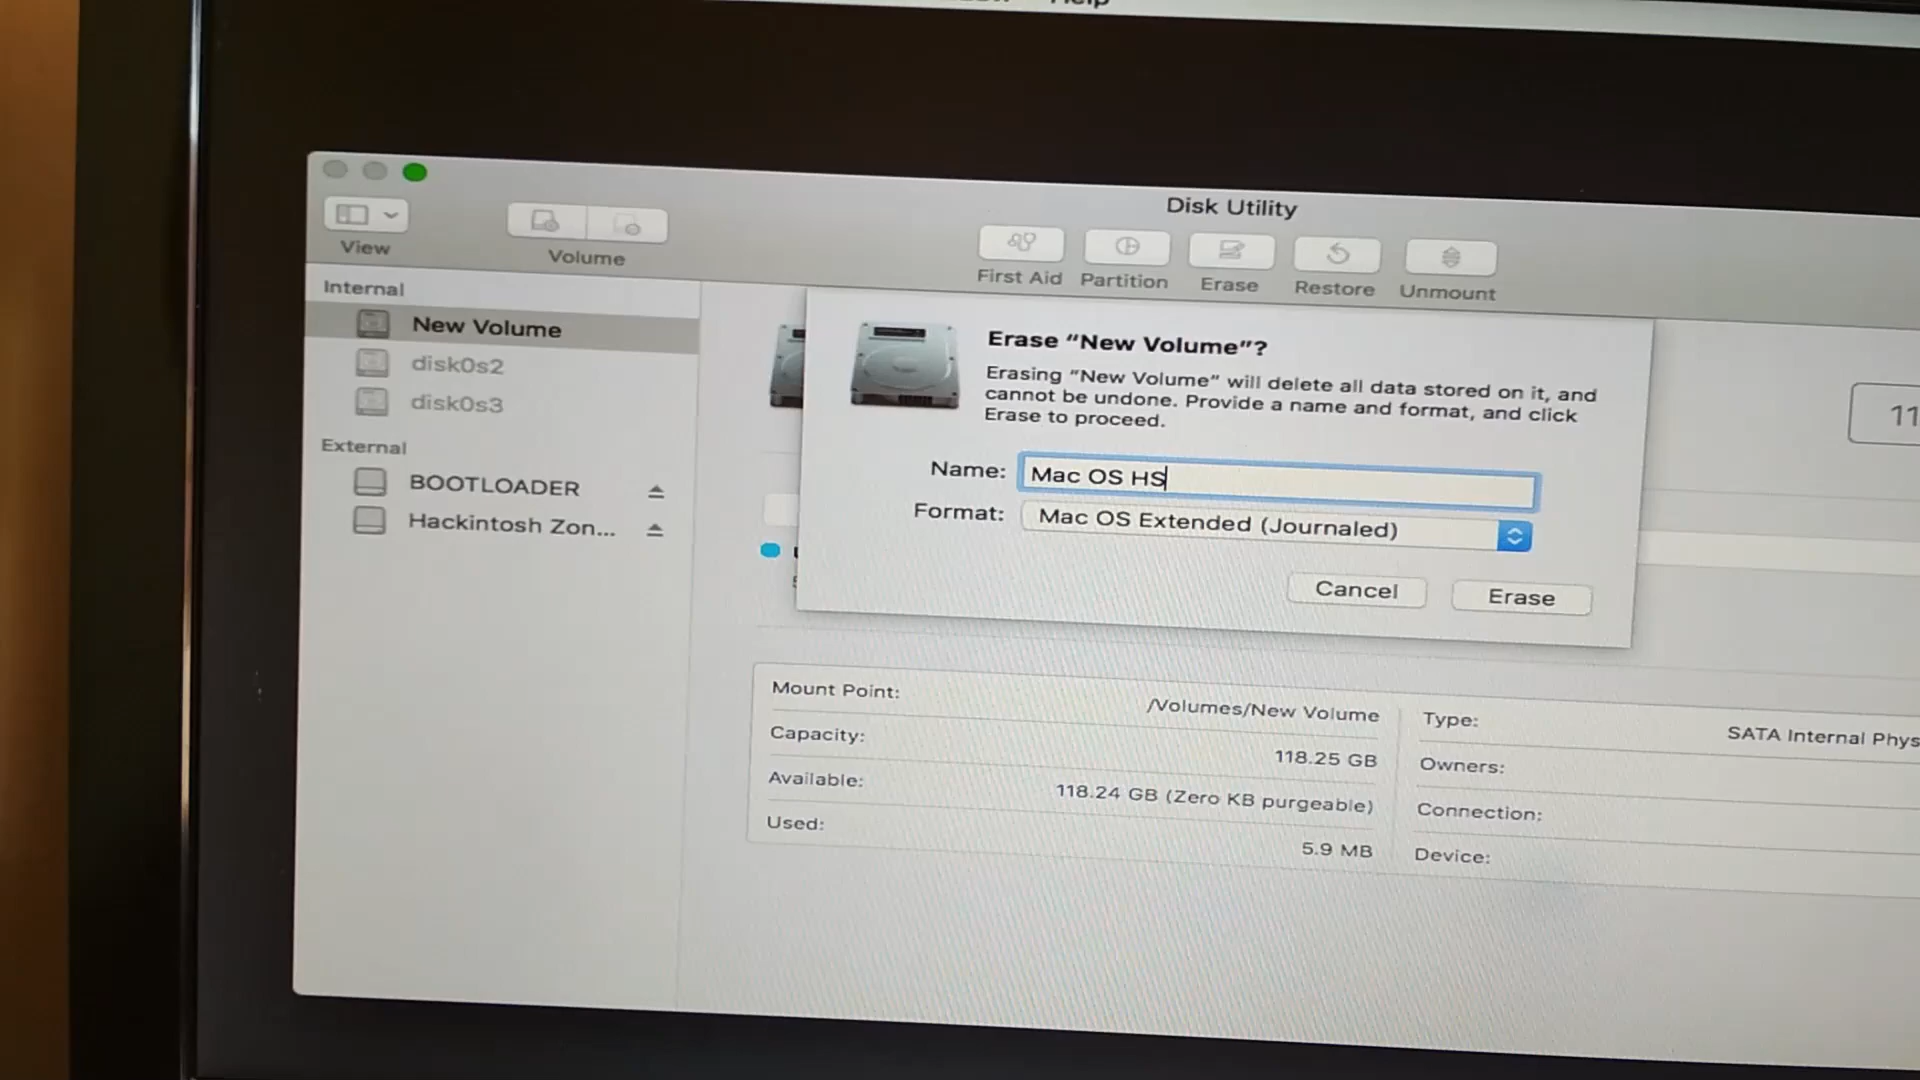 Help
Disk Utility
View
Volume
First Aid
Partition
Erase
Restore
Unmount
Internal
New Volume
disk0s2
disk0s3
External
BOOTLOADER
Hackintosh Zon...
Erase “New Volume”?
Erasing “New Volume” will delete all data stored on it, and
cannot be undone. Provide a name and format, and click
Erase to proceed.
Name: Mac OS HS
Format: Mac OS Extended (Journaled)
Cancel
Erase
11
Mount Point: /Volumes/New Volume
Capacity: 118.25 GB
Available: 118.24 GB (Zero KB purgeable)
Used: 5.9 MB
Type: SATA Internal Phys
Owners:
Connection:
Device: